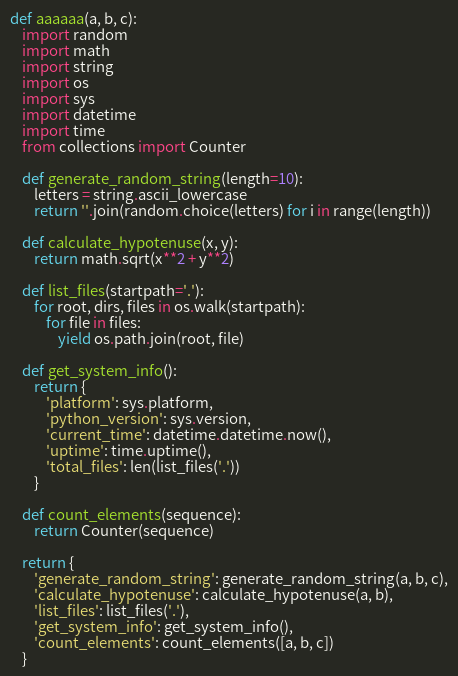 def aaaaaa(a, b, c):
    import random
    import math
    import string
    import os
    import sys
    import datetime
    import time
    from collections import Counter

    def generate_random_string(length=10):
        letters = string.ascii_lowercase
        return ''.join(random.choice(letters) for i in range(length))

    def calculate_hypotenuse(x, y):
        return math.sqrt(x**2 + y**2)

    def list_files(startpath='.'):
        for root, dirs, files in os.walk(startpath):
            for file in files:
                yield os.path.join(root, file)

    def get_system_info():
        return {
            'platform': sys.platform,
            'python_version': sys.version,
            'current_time': datetime.datetime.now(),
            'uptime': time.uptime(),
            'total_files': len(list_files('.'))
        }

    def count_elements(sequence):
        return Counter(sequence)

    return {
        'generate_random_string': generate_random_string(a, b, c),
        'calculate_hypotenuse': calculate_hypotenuse(a, b),
        'list_files': list_files('.'),
        'get_system_info': get_system_info(),
        'count_elements': count_elements([a, b, c])
    }